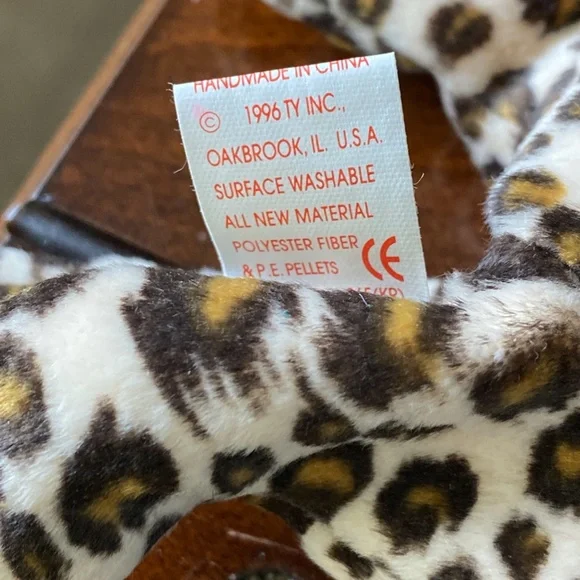 HANDMADE IN CHINA
© 1996 TY INC.,
OAKBROOK, IL. U.S.A.
SURFACE WASHABLE
ALL NEW MATERIAL
POLYESTER FIBER
& P.E. PELLETS CE